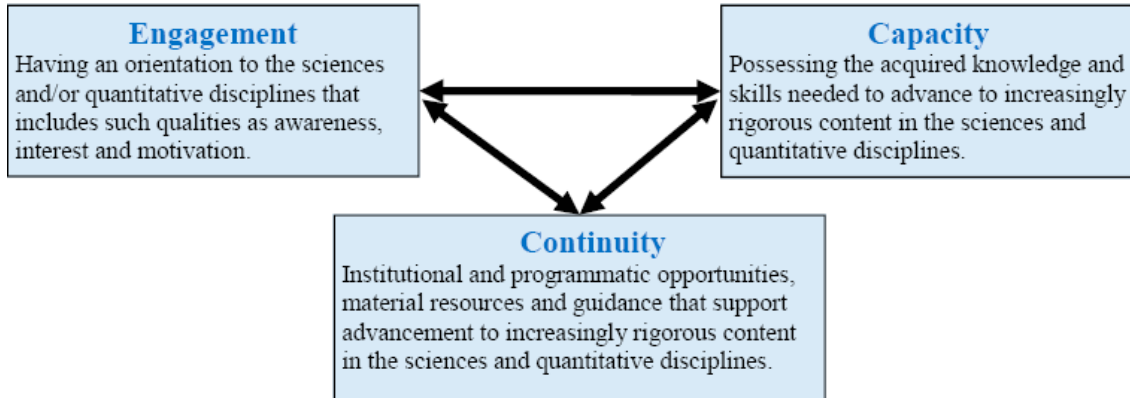 Engagement
Having an orientation to the sciences
and/or quantitative disciplines that
includes such qualities as awareness,
interest and motivation.
Capacity
Possessing the acquired knowledge and
skills needed to advance to increasingly
rigorous content in the sciences and
quantitative disciplines.
Continuity
Institutional and programmatic opportunities,
material resources and guidance that support
advancement to increasingly rigorous content
in the sciences and quantitative disciplines.